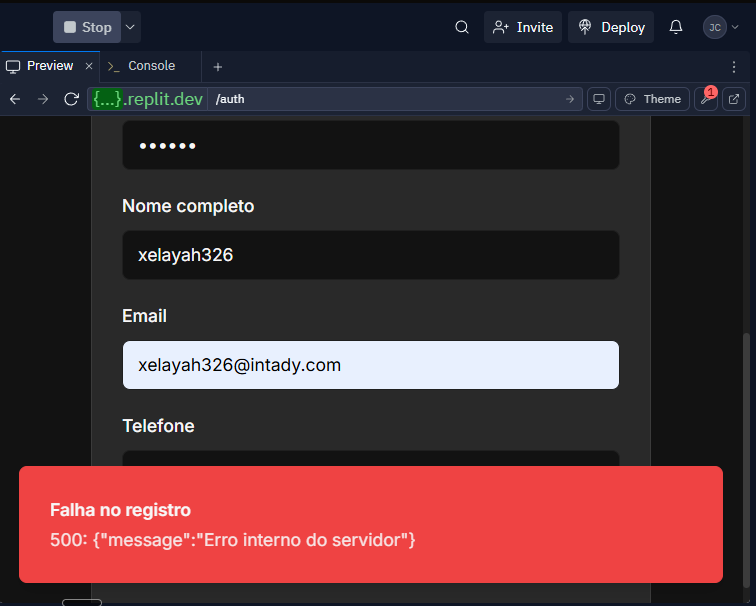 Stop
Invite
Deploy
JC
Preview
Console
{...}.replit.dev /auth
Theme
1
••••••
Nome completo
xelayah326
Email
xelayah326@intady.com
Telefone
Falha no registro
500: {"message":"Erro interno do servidor"}